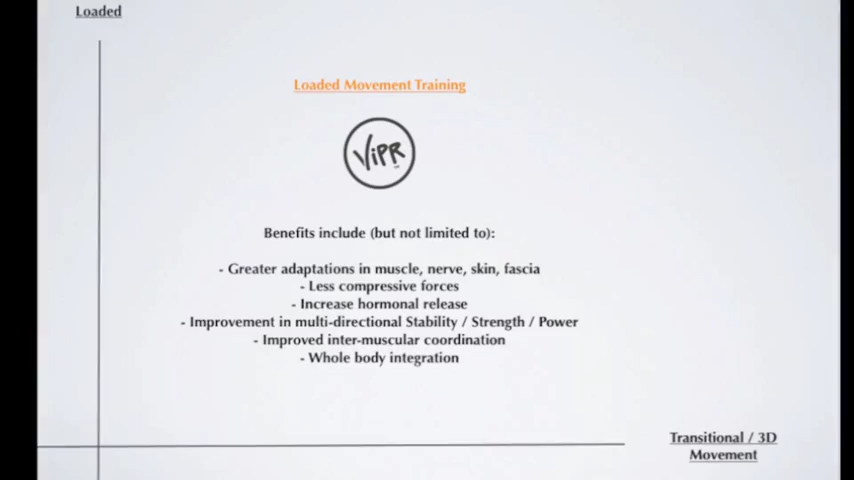 Loaded
Loaded Movement Training
ViPR
Benefits include (but not limited to):
- Greater adaptations in muscle, nerve, skin, fascia
- Less compressive forces
- Increase hormonal release
- Improvement in multi-directional Stability / Strength / Power
- Improved inter-muscular coordination
- Whole body integration
Transitional / 3D
Movement